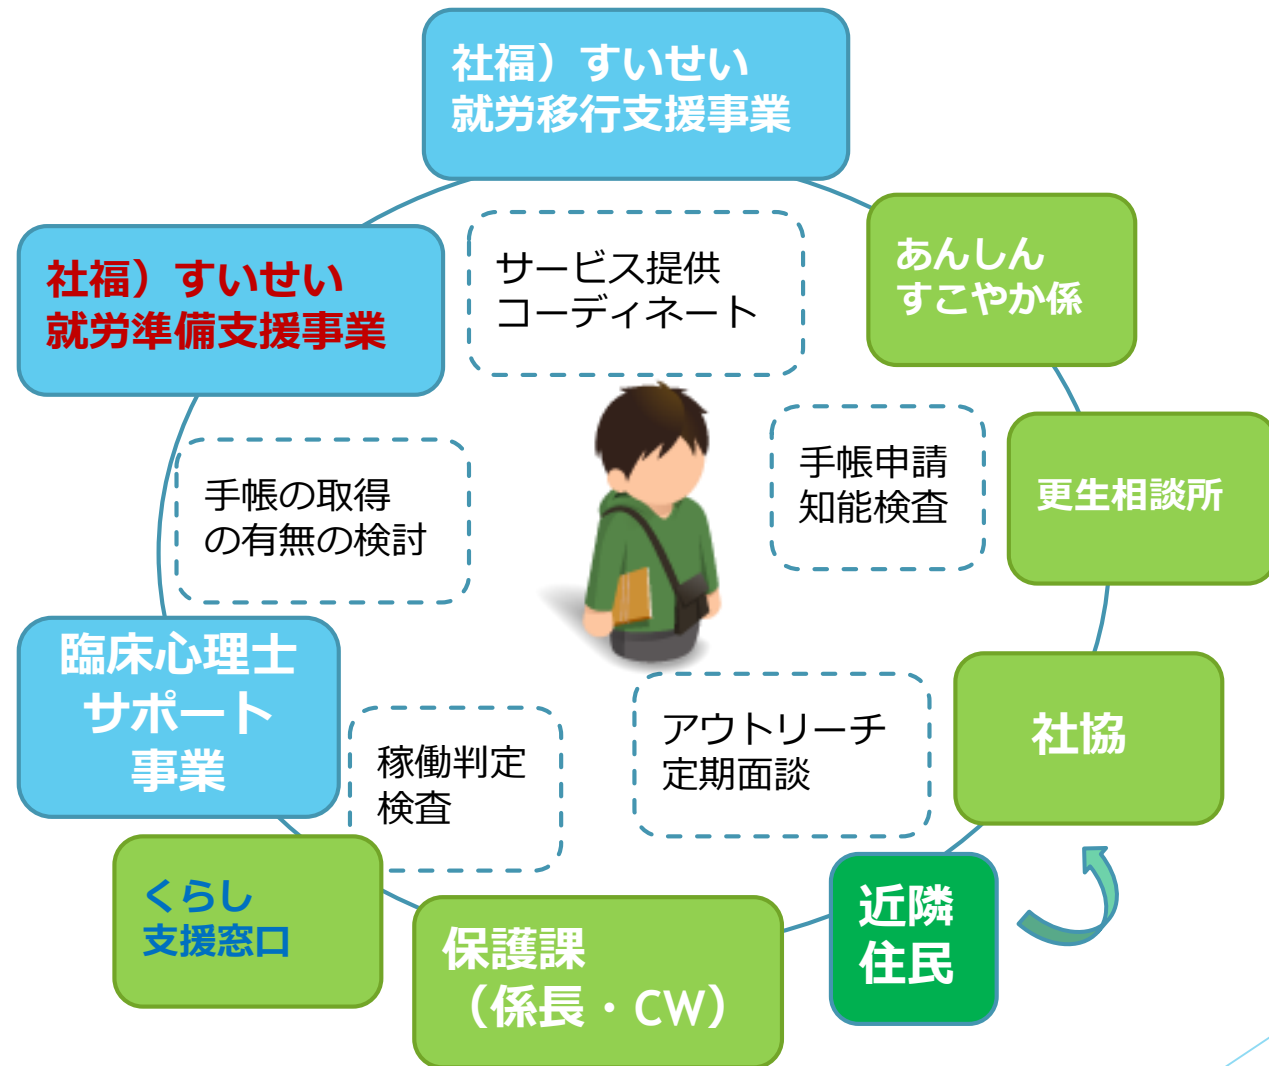 社福）すいせい
就労移行支援事業
社福）すいせい
就労準備支援事業
サービス提供
コーディネート
あんしん
すこやか係
手帳の取得
の有無の検討
手帳申請
知能検査
更生相談所
臨床心理士
サポート
事業
稼働判定
検査
アウトリーチ
定期面談
社協
くらし
支援窓口
保護課
（係長・CW）
近隣
住民